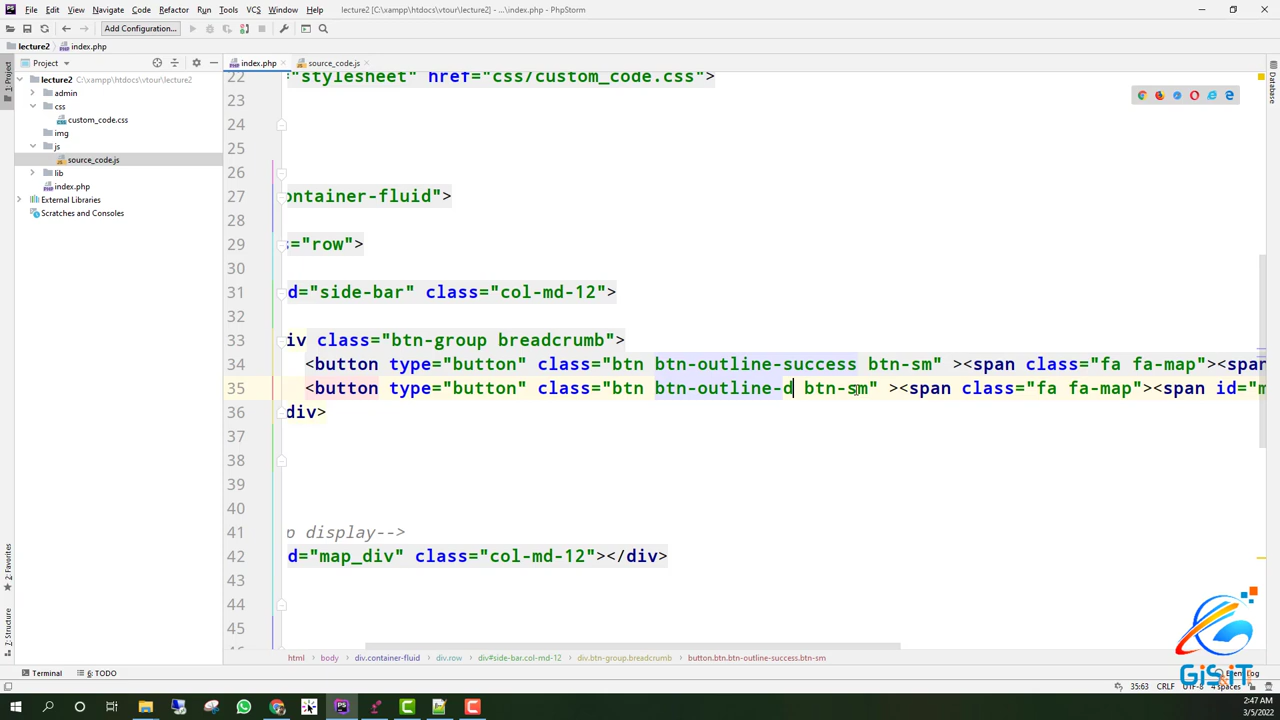 PS File Edit View Navigate Code Refactor Run Tools VCS Window Help lecture2 [C:\xampp\htdocs\vtour\lecture2] - ...\index.php - PhpStorm
Add Configuration...
lecture2 index.php
Project index.php source_code.js
1: Project
Database
lecture2 C:\xampp\htdocs\vtour\lecture2
admin
css
custom_code.css
img
js
source_code.js
lib
index.php
External Libraries
Scratches and Consoles
22 ="stylesheet" href="css/custom_code.css">
23
24
25
26
27 ontainer-fluid">
28
29 s="row">
30
31 d="side-bar" class="col-md-12">
32
33 iv class="btn-group breadcrumb">
34 <button type="button" class="btn btn-outline-success btn-sm" ><span class="fa fa-map"><span
35 <button type="button" class="btn btn-outline-d btn-sm" ><span class="fa fa-map"><span id="m
36 div>
37
38
39
40
41 p display-->
42 d="map_div" class="col-md-12"></div>
43
44
45
2: Favorites
7: Structure
html body div.container-fluid div.row div#side-bar.col-md-12 div.btn-group.breadcrumb button.btn.btn-outline-success.btn-sm
Terminal 6: TODO
GiSiT
35:63 CRLF UTF-8 4 spaces
2:47 AM
3/5/2022